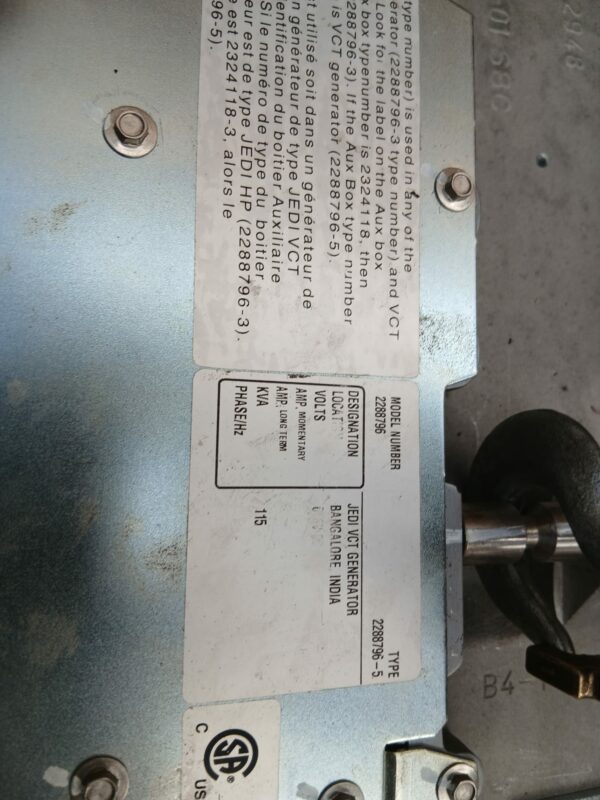 type number) is used in any of the
erator (2288796-3 type number) and VCT
Look for the label on the Aux box
x box typenumber is 2324118, then
2288796-3). If the Aux Box type number
is VCT generator (2288796-5).
t utilisé soit dans un générateur de
n générateur de type JEDI VCT
entification du boitier Auxiliaire
Si le numéro de type du boitier
eur est de type JEDI HP (2288796-3).
e est 2324118-3, alors le
96-5).
MODEL NUMBER TYPE
2288796 2288796-5
DESIGNATION JEDI VCT GENERATOR
LOCAT BANGALORE INDIA
VOLTS
AMP. MOMENTARY
AMP. LONG TERM
KVA 115
PHASE/Hz
SA®
C US
B4-